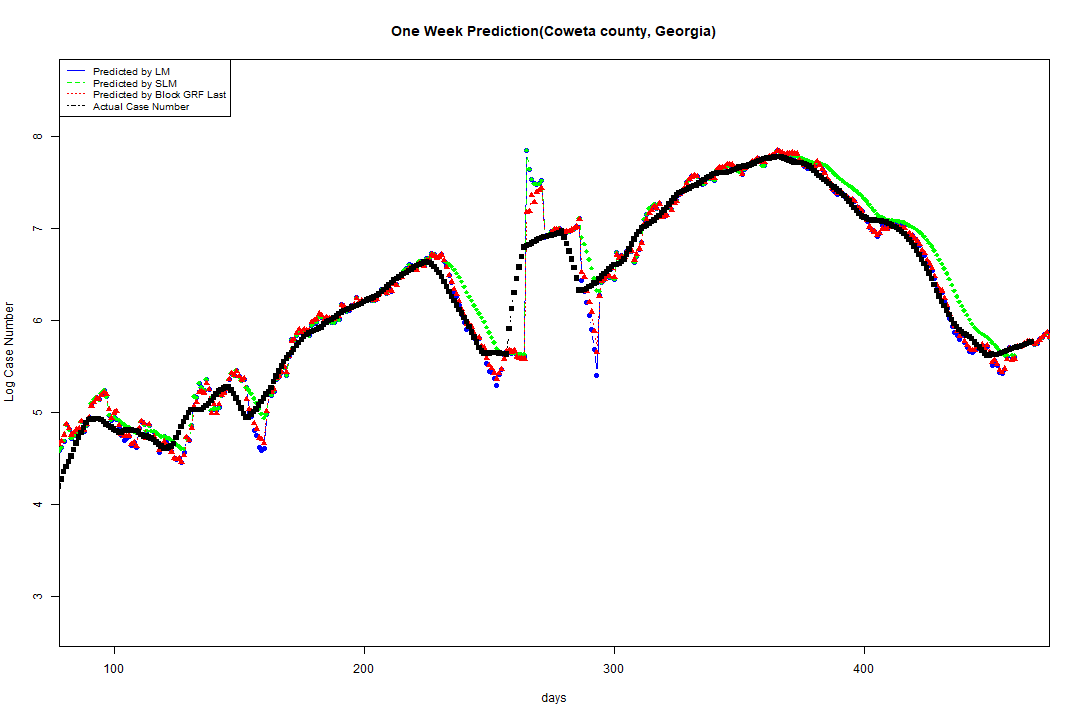 One Week Prediction(Coweta county, Georgia)
Predicted by LM
Predicted by SLM
Predicted by Block GRF Last
Actual Case Number
8
7
6
5
4
3
Log Case Number
100 200 300 400
days